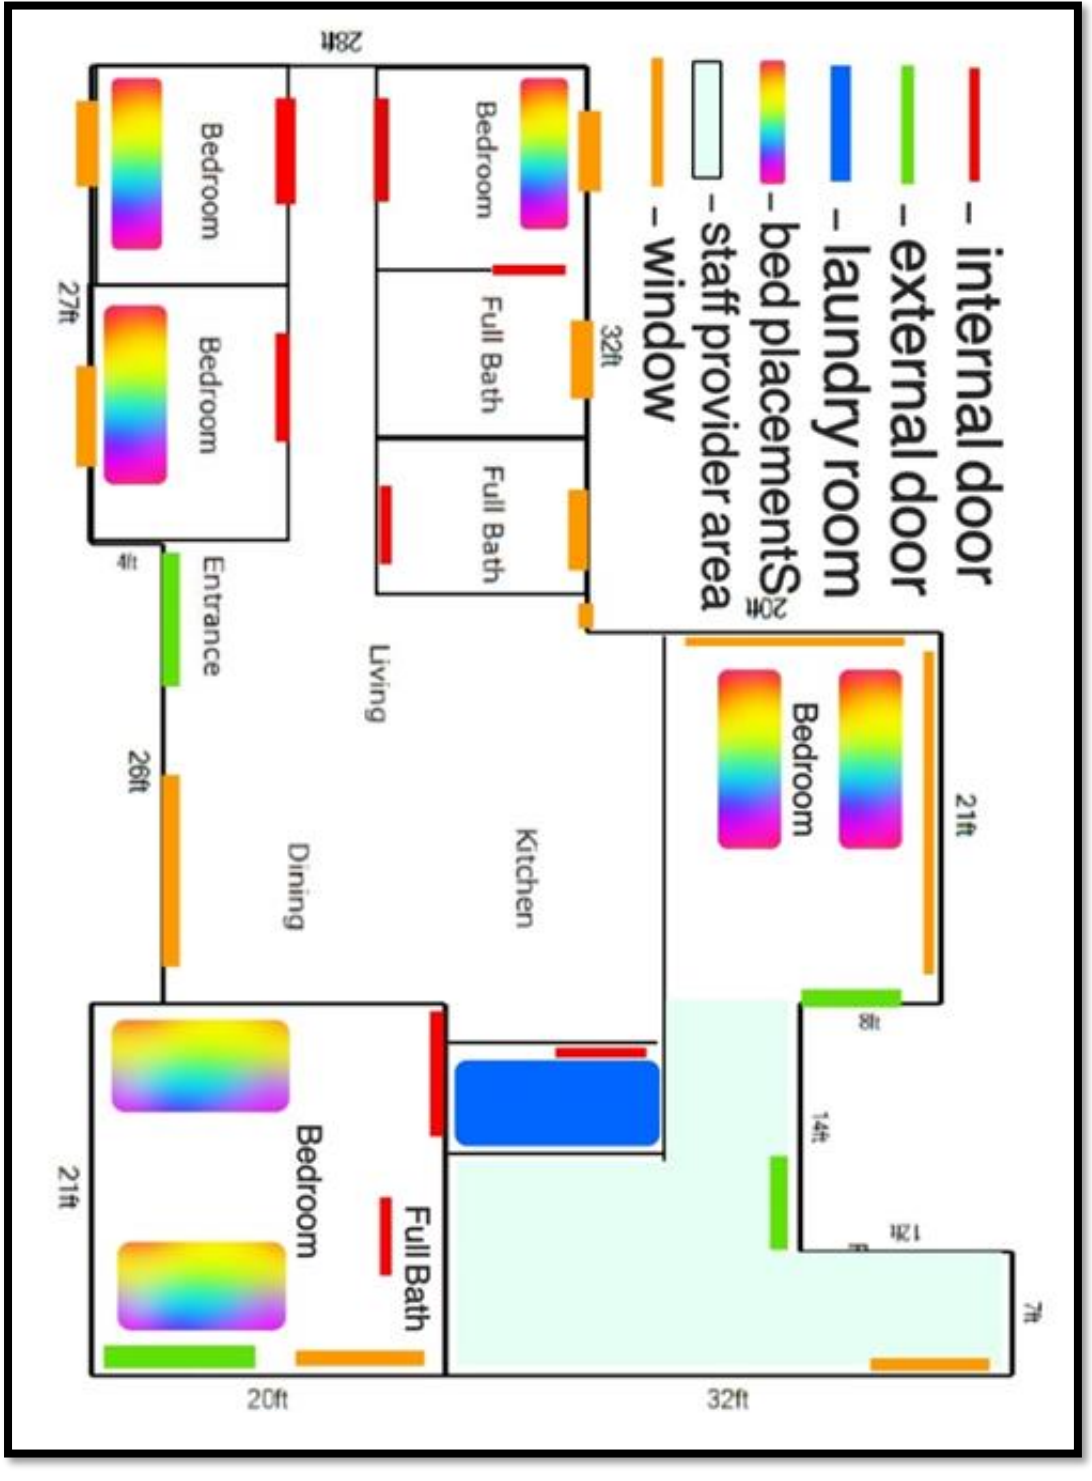 – internal door
– external door
– laundry room
– bed placementS
– staff provider area
– window
28ft
Bedroom
Bedroom
27ft
Bedroom
Full Bath
Full Bath
32ft
4ft
Entrance
Living
20ft
Bedroom
21ft
26ft
Dining
Kitchen
8ft
14ft
12ft
7ft
Bedroom
Full Bath
21ft
20ft
32ft